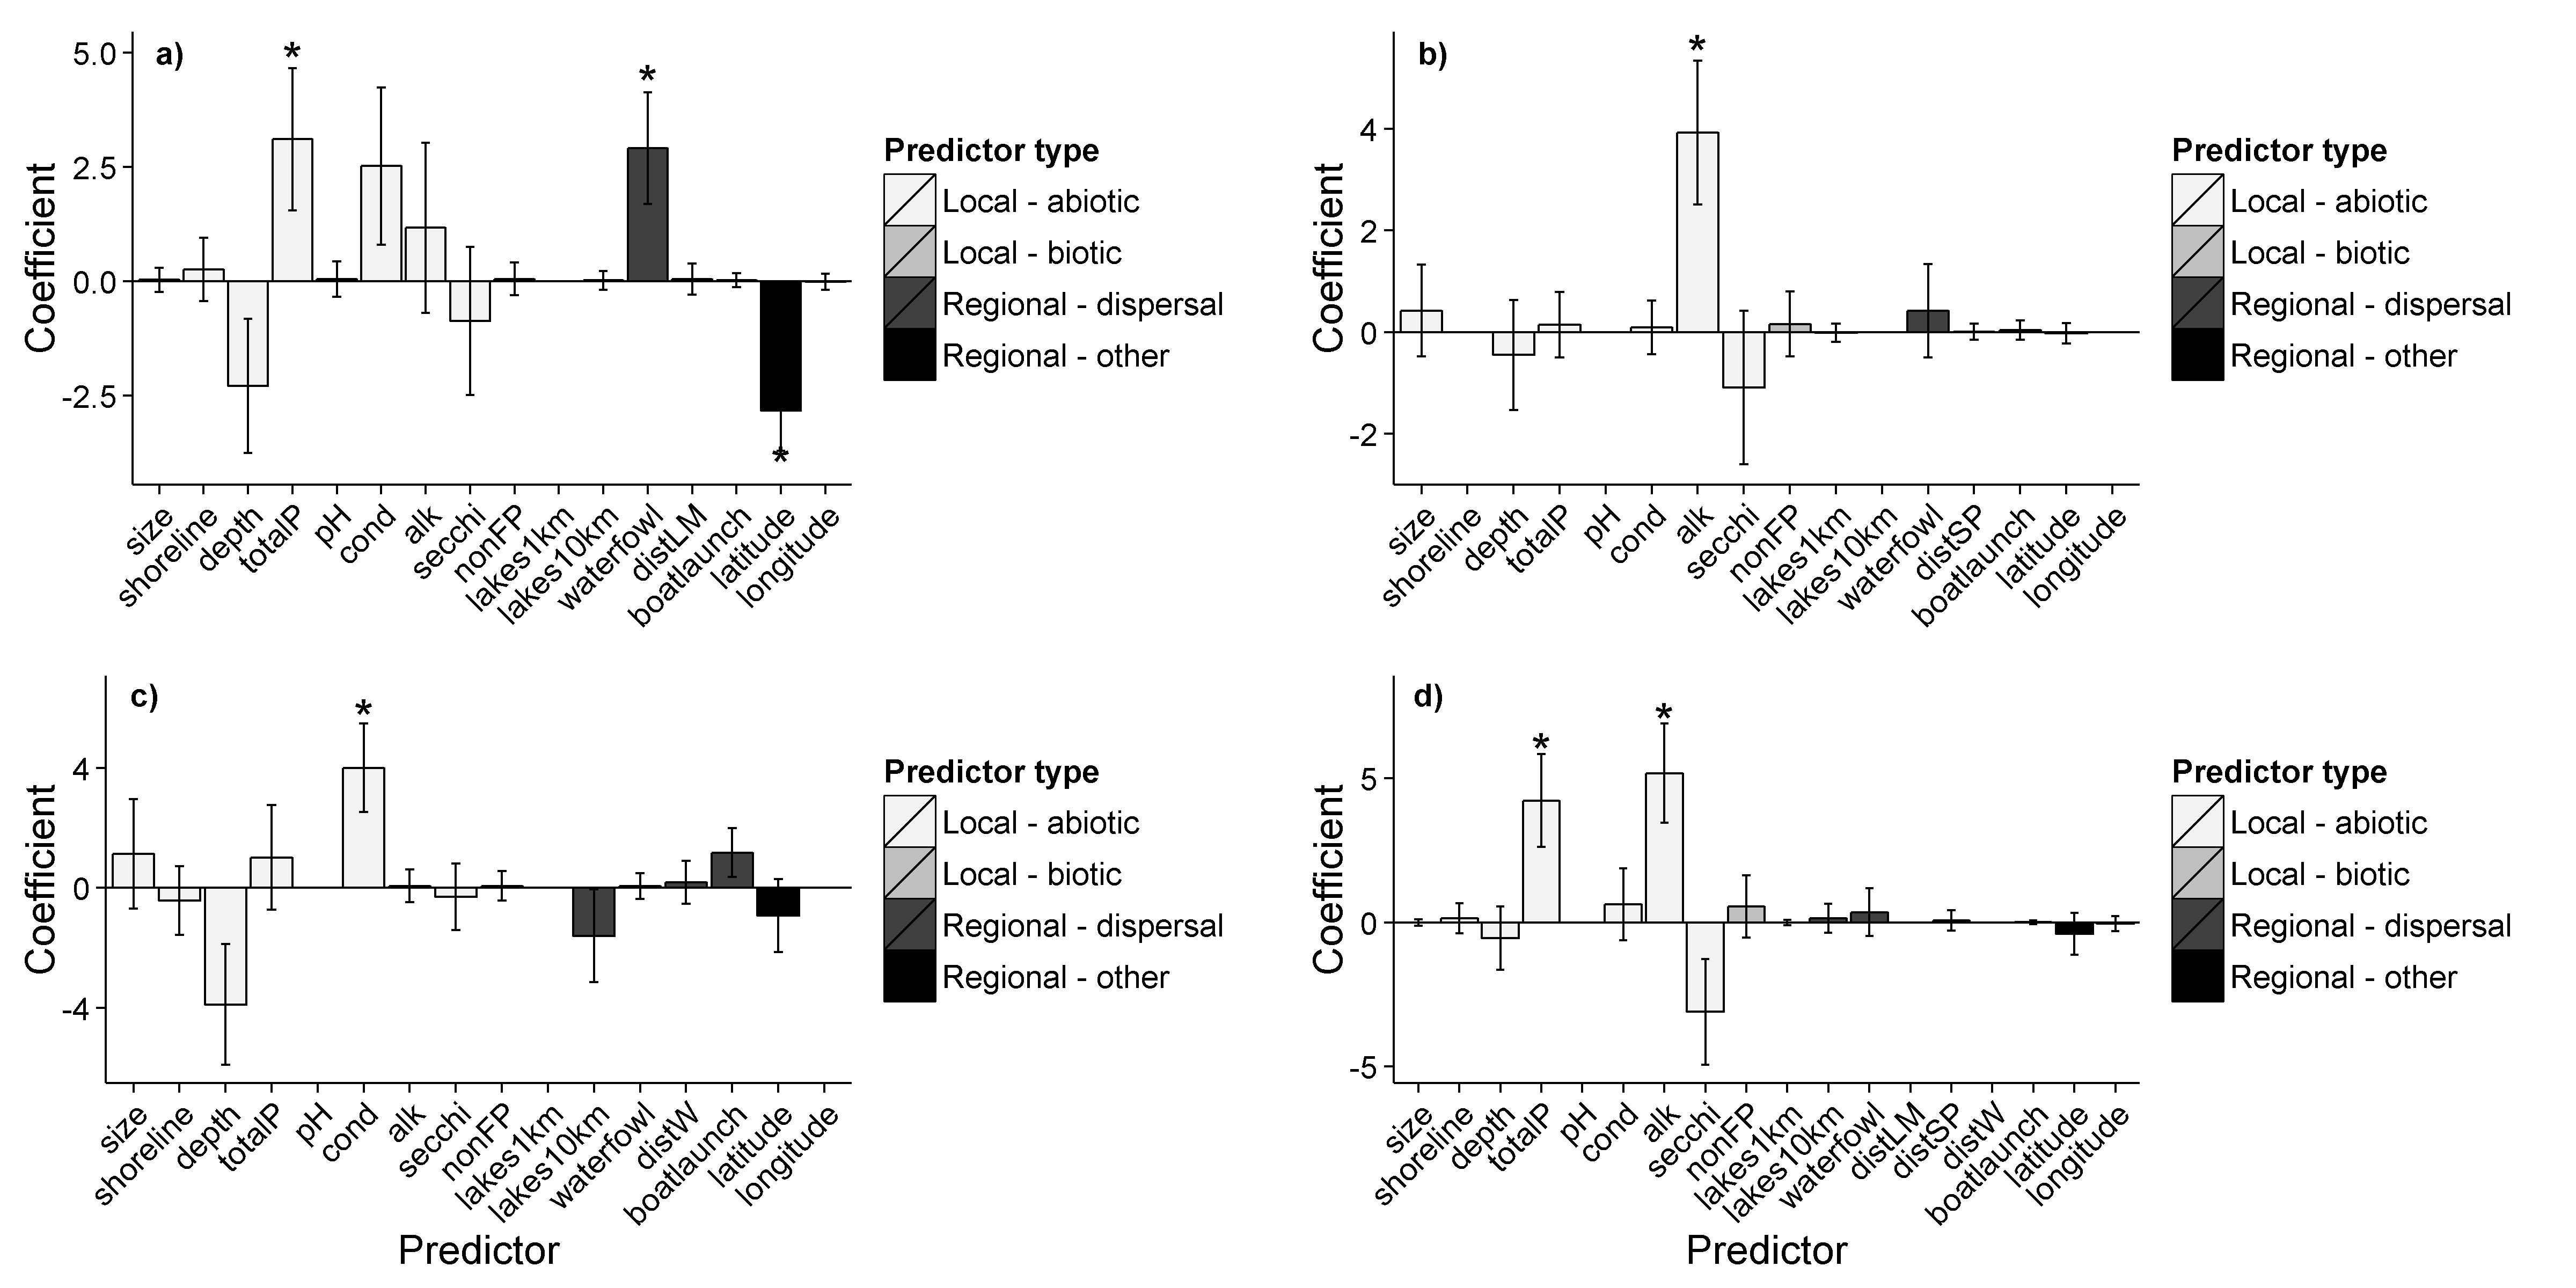 a)
*
*
*
5.0
2.5
0.0
-2.5
Coefficient
size
shoreline
depth
totalP
pH
cond
alk
secchi
nonFP
lakes1km
lakes10km
waterfowl
distLM
boatlaunch
latitude
longitude
Predictor type
Local - abiotic
Local - biotic
Regional - dispersal
Regional - other
b)
*
4
2
0
-2
Coefficient
size
shoreline
depth
totalP
pH
cond
alk
secchi
nonFP
lakes1km
lakes10km
waterfowl
distSP
boatlaunch
latitude
longitude
Predictor type
Local - abiotic
Local - biotic
Regional - dispersal
Regional - other
c)
*
4
0
-4
Coefficient
size
shoreline
depth
totalP
pH
cond
alk
secchi
nonFP
lakes1km
lakes10km
waterfowl
distW
boatlaunch
latitude
longitude
Predictor
Predictor type
Local - abiotic
Local - biotic
Regional - dispersal
Regional - other
d)
*
*
5
0
-5
Coefficient
size
shoreline
depth
totalP
pH
cond
alk
secchi
nonFP
lakes1km
lakes10km
waterfowl
distLM
distSP
distW
boatlaunch
latitude
longitude
Predictor
Predictor type
Local - abiotic
Local - biotic
Regional - dispersal
Regional - other